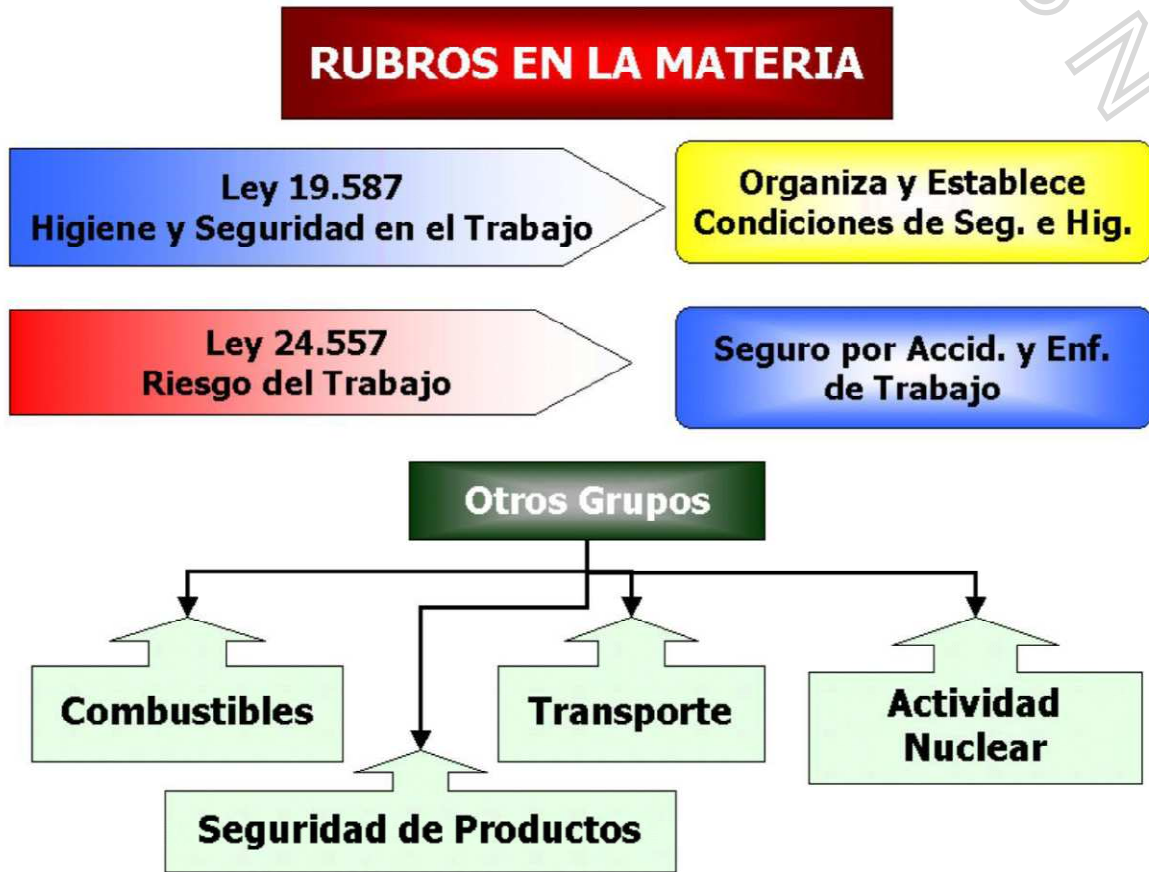 RUBROS EN LA MATERIA
Ley 19.587
Higiene y Seguridad en el Trabajo
Organiza y Establece
Condiciones de Seg. e Hig.
Ley 24.557
Riesgo del Trabajo
Seguro por Accid. y Enf.
de Trabajo
Otros Grupos
Combustibles
Transporte
Actividad
Nuclear
Seguridad de Productos